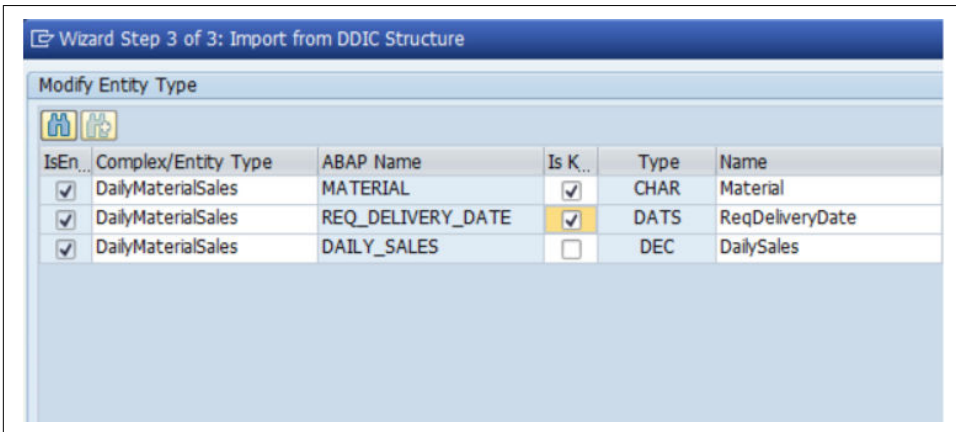 Wizard Step 3 of 3: Import from DDIC Structure
Modify Entity Type
IsEn... Complex/Entity Type ABAP Name Is K... Type Name
DailyMaterialSales MATERIAL CHAR Material
DailyMaterialSales REQ_DELIVERY_DATE DATS ReqDeliveryDate
DailyMaterialSales DAILY_SALES DEC DailySales